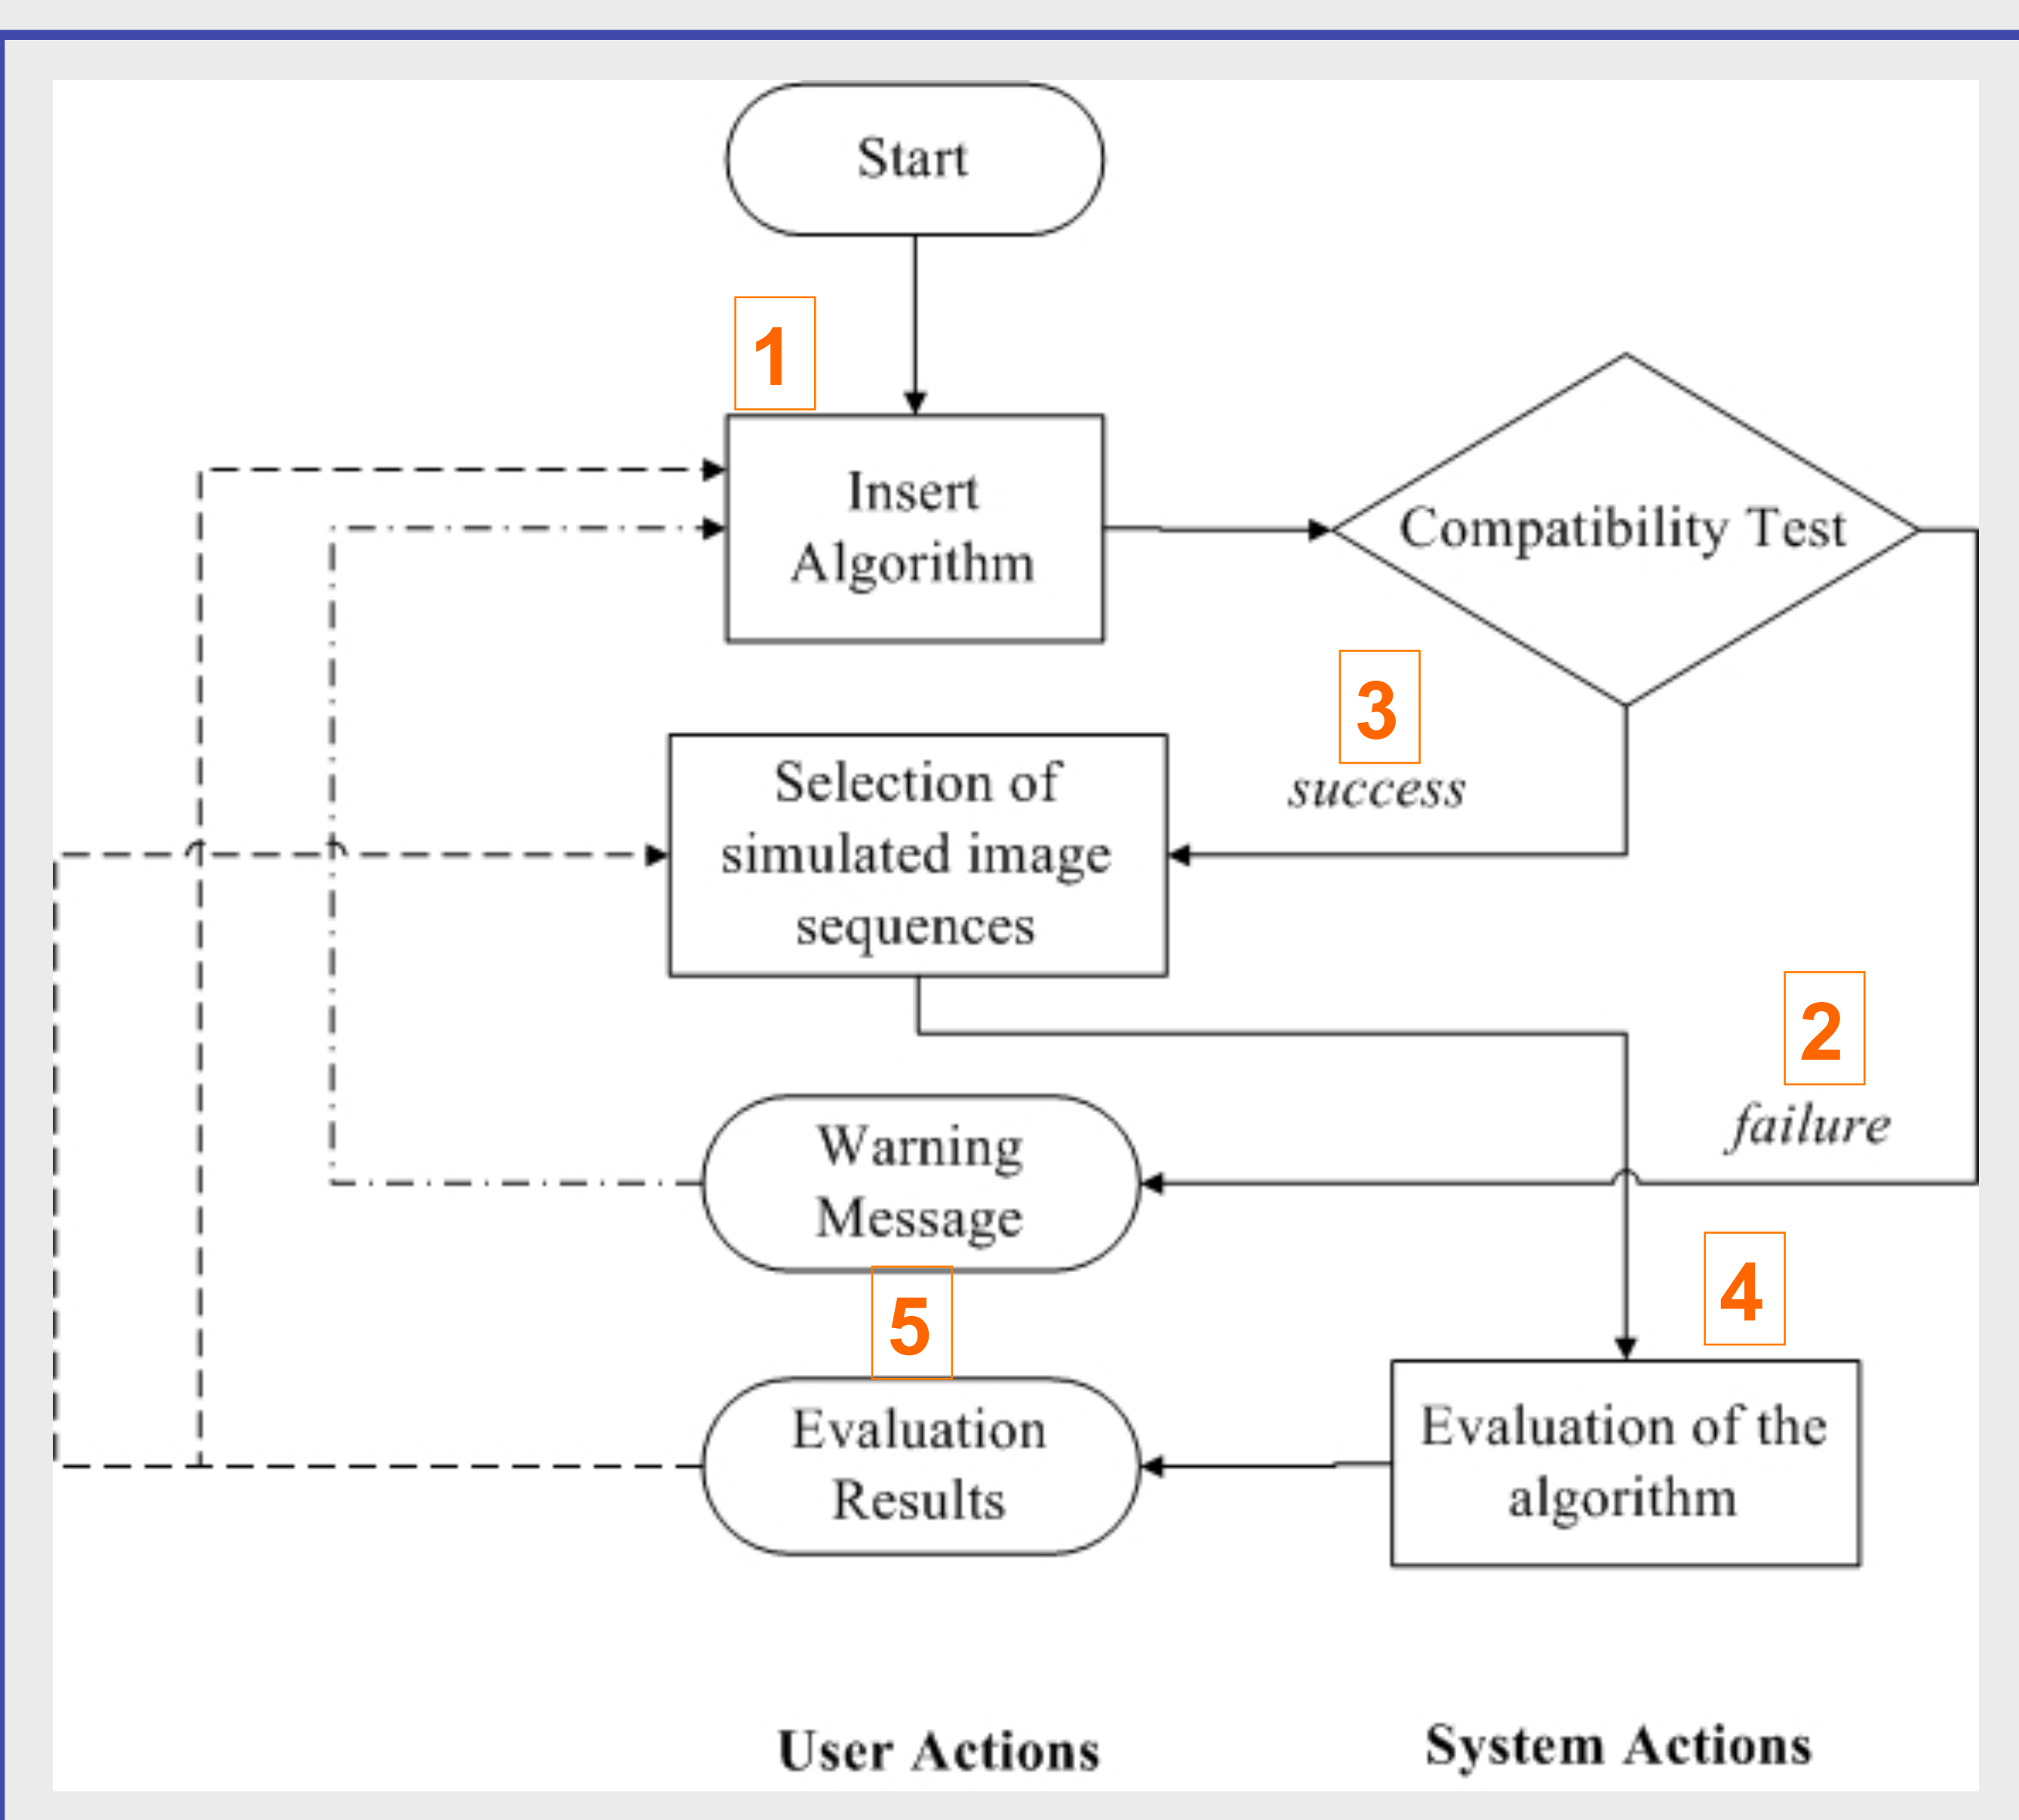 Start
1
Insert
Algorithm
Compatibility Test
3
success
Selection of
simulated image
sequences
2
failure
Warning
Message
4
5
Evaluation
Results
Evaluation of the
algorithm
User Actions
System Actions